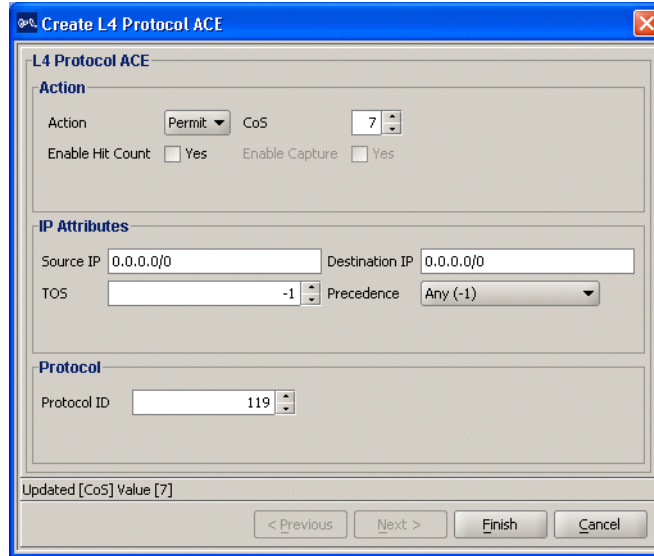 Create L4 Protocol ACE
L4 Protocol ACE
Action
Action Permit CoS 7
Enable Hit Count Yes Enable Capture Yes
IP Attributes
Source IP 0.0.0.0/0 Destination IP 0.0.0.0/0
TOS -1 Precedence Any (-1)
Protocol
Protocol ID 119
Updated [CoS] Value [7]
< Previous Next > Finish Cancel